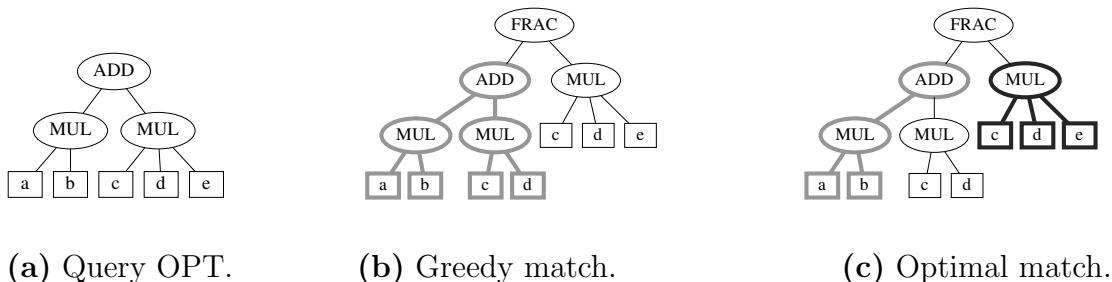 ADD
MUL MUL
a b c d e
(a) Query OPT.
FRAC
ADD MUL
MUL MUL c d e
a b c d
(b) Greedy match.
FRAC
ADD MUL
MUL MUL c d e
a b c d
(c) Optimal match.